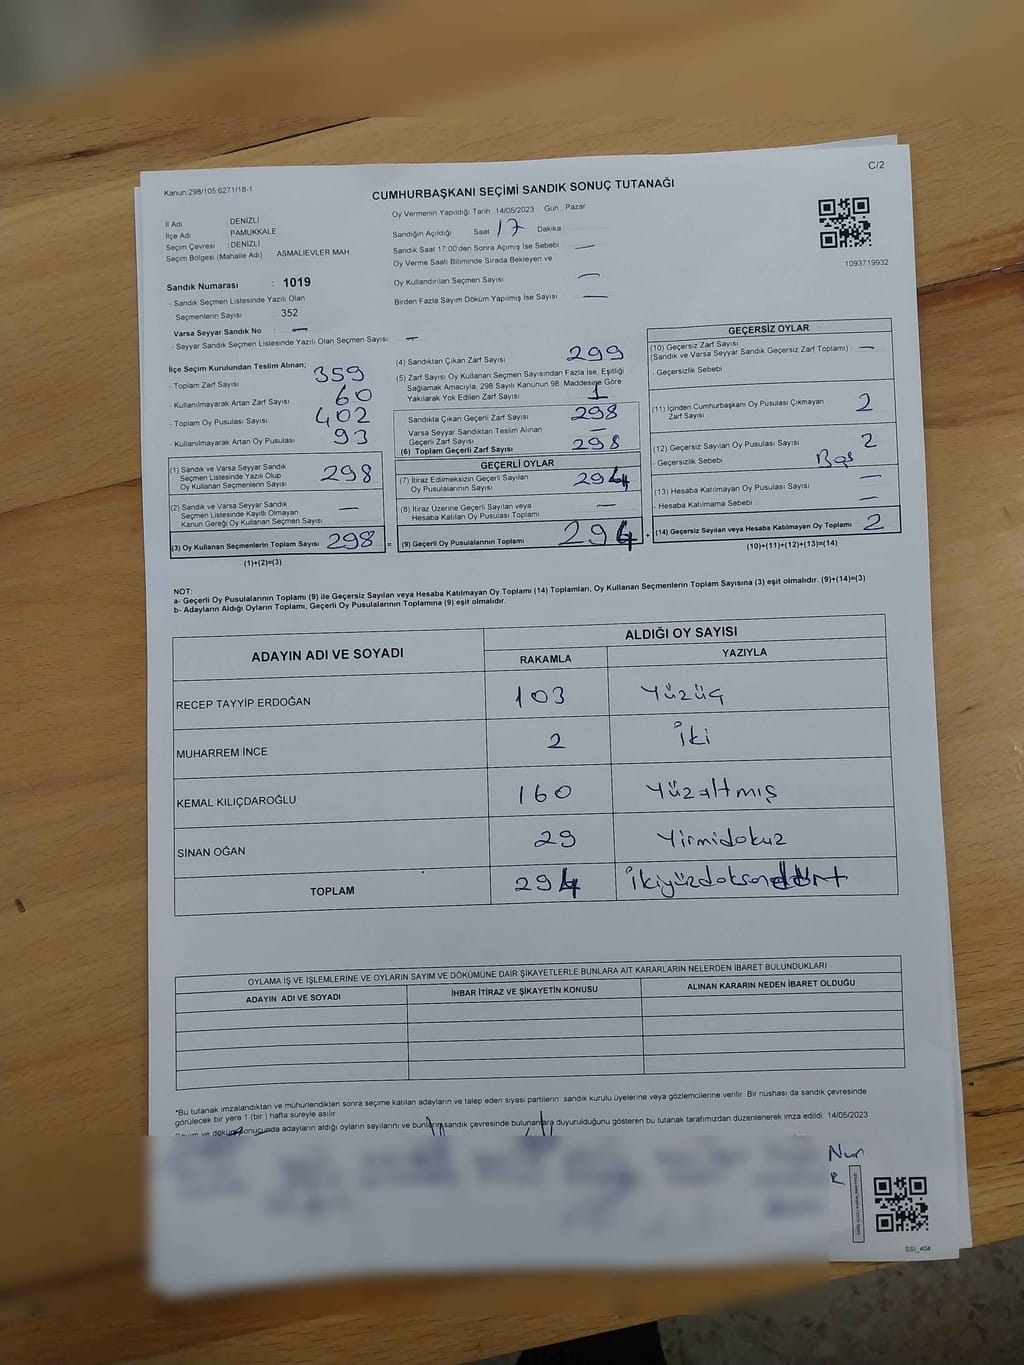 Kanun:298/105,6271/18-1
C/2
CUMHURBAŞKANI SEÇİMİ SANDIK SONUÇ TUTANAĞI
İl Adı : DENİZLİ
İlçe Adı : PAMUKKALE
Seçim Çevresi : DENİZLİ
Seçim Bölgesi (Mahalle Adı) ASMALIEVLER MAH
Sandık Numarası : 1019
- Sandık Seçmen Listesinde Yazılı Olan
Seçmenlerin Sayısı : 352
Varsa Seyyar Sandık No : —
- Seyyar Sandık Seçmen Listesinde Yazılı Olan Seçmen Sayısı : —
Oy Vermenin Yapıldığı Tarih 14/05/2023 Gün Pazar
Sandığın Açıldığı Saat 17 Dakika
Sandık Saat 17:00'den Sonra Açımış İse Sebebi —
Oy Verme Saati Bitiminde Sırada Bekleyen ve
Oy Kullandırılan Seçmen Sayısı —
Birden Fazla Sayım Döküm Yapılmış İse Sayısı —
1093719932
İlçe Seçim Kurulundan Teslim Alınan;
- Toplam Zarf Sayısı 359
- Kullanılmayarak Artan Zarf Sayısı 60
- Toplam Oy Pusulası 402
- Kullanılmayarak Artan Oy Pusulası 93
(1) Sandık ve Varsa Seyyar Sandık
Seçmen Listesinde Yazılı Olup
Oy Kullanan Seçmenlerin Sayısı 298
(2) Sandık ve Varsa Seyyar Sandık
Seçmen Listesinde Kayıtlı Olmayan
Kanun Gereği Oy Kullanan Seçmen Sayısı —
(3) Oy Kullanan Seçmenlerin Toplam Sayısı 298 =
(1)+(2)=(3)
(4) Sandıktan Çıkan Zarf Sayısı 299
(5) Zarf Sayısı Oy Kullanan Seçmen Sayısından Fazla İse, Eşitliği
Sağlamak Amacıyla; 298 Sayılı Kanunun 98. Maddesine Göre
Yakılarak Yok Edilen Zarf Sayısı 1
Sandıkta Çıkan Geçerli Zarf Sayısı 298
Varsa Seyyar Sandıktan Teslim Alınan
Geçerli Zarf Sayısı —
(6) Toplam Geçerli Zarf Sayısı 298
GEÇERLİ OYLAR
(7) İtiraz Edilmeksizin Geçerli Sayılan
Oy Pusulalarının Sayısı 294
(8) İtiraz Üzerine Geçerli Sayılan veya
Hesaba Katılan Oy Pusulası Toplamı —
(9) Geçerli Oy Pusulalarının Toplamı 294 +
GEÇERSİZ OYLAR
(10) Geçersiz Zarf Sayısı
(Sandık ve Varsa Seyyar Sandık Geçersiz Zarf Toplamı) —
- Geçersizlik Sebebi
(11) İçinden Cumhurbaşkanı Oy Pusulası Çıkmayan
Zarf Sayısı 2
(12) Geçersiz Sayılan Oy Pusulası Sayısı 2
- Geçersizlik Sebebi Boş
(13) Hesaba Katılmayan Oy Pusulası Sayısı —
- Hesaba Katılmama Sebebi —
(14) Geçersiz Sayılan veya Hesaba Katılmayan Oy Toplamı 2
(10)+(11)+(12)+(13)=(14)
NOT:
a- Geçerli Oy Pusulalarının Toplamı (9) ile Geçersiz Sayılan veya Hesaba Katılmayan Oy Toplamı (14) Toplamları, Oy Kullanan Seçmenlerin Toplam Sayısına (3) eşit olmalıdır. (9)+(14)=(3)
b- Adayların Aldığı Oyların Toplamı, Geçerli Oy Pusulalarının Toplamına (9) eşit olmalıdır.
ADAYIN ADI VE SOYADI
ALDIĞI OY SAYISI
RAKAMLA YAZIYLA
RECEP TAYYİP ERDOĞAN 103 Yüzüç
MUHARREM İNCE 2 İki
KEMAL KILIÇDAROĞLU 160 Yüzaltmış
SİNAN OĞAN 29 Yirmidokuz
TOPLAM 294 İkiyüzdoksandört
OYLAMA İŞ VE İŞLEMLERİNE VE OYLARIN SAYIM VE DÖKÜMÜNE DAİR ŞİKAYETLERLE BUNLARA AİT KARARLARIN NELERDEN İBARET BULUNDUKLARI
ADAYIN ADI VE SOYADI İHBAR İTİRAZ VE ŞİKAYETİN KONUSU ALINAN KARARIN NEDEN İBARET OLDUĞU
*Bu tutanak imzalandıktan ve mühürlendikten sonra seçime katılan adayların ve talep eden siyasi partilerin sandık kurulu üyelerine veya gözlemcilerine verilir. Bir nüshası da sandık çevresinde
görülecek bir yere 1 (bir) hafta süreyle asılır.
ve döküm sonucunda adayların aldığı oyların sayılarını ve bunların sandık çevresinde bulunanlara duyurulduğunu gösteren bu tutanak tarafımızdan düzenlenerek imza edildi. 14/05/2023
Nur
GSI_404